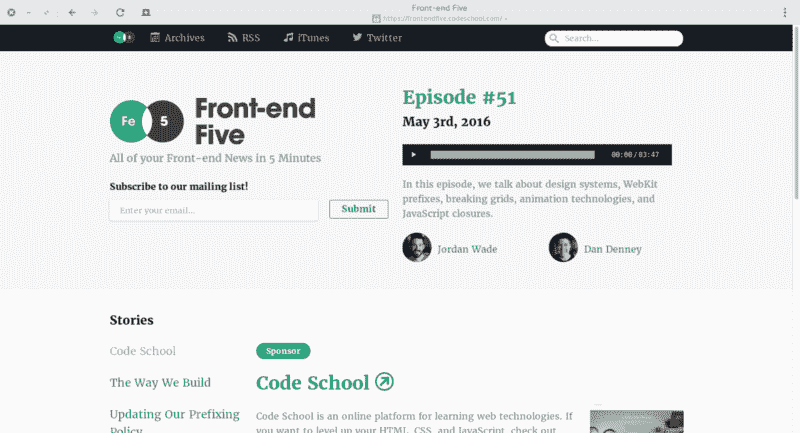 Front-end Five
https://frontendfive.codeschool.com/
Archives
RSS
iTunes
Twitter
Search...
Fe 5
Front-end
Five
All of your Front-end News in 5 Minutes
Subscribe to our mailing list!
Enter your email...
Submit
Episode #51
May 3rd, 2016
00:00/03:47
In this episode, we talk about design systems, WebKit
prefixes, breaking grids, animation technologies, and
JavaScript closures.
Jordan Wade
Dan Denney
Stories
Code School
The Way We Build
Updating Our Prefixing
Policy
Sponsor
Code School
Code School is an online platform for learning web technologies. If
you want to level up your HTML, CSS, and JavaScript, check out